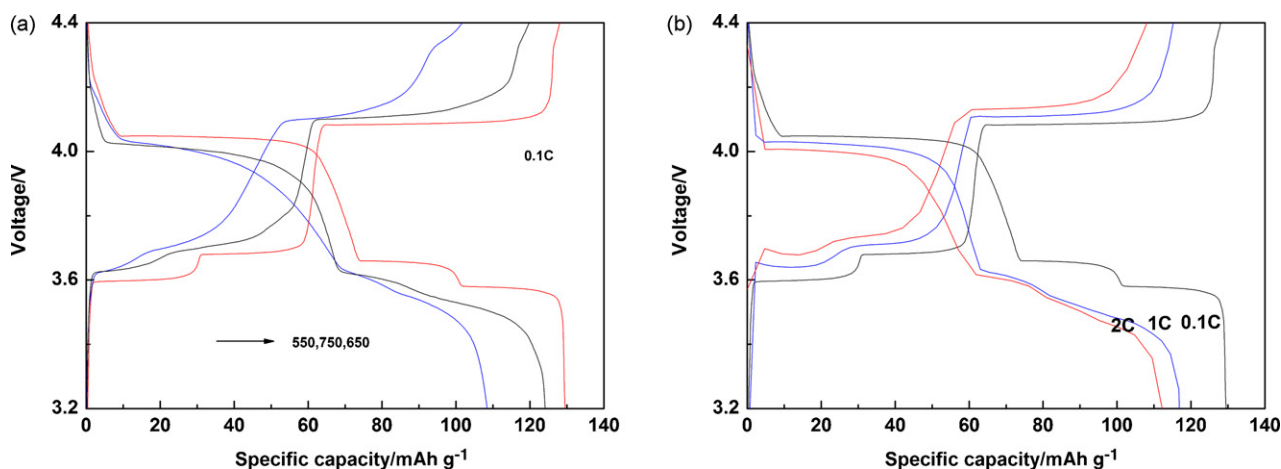 (a)
4.4
4.0
3.6
3.2
Voltage/V
0.1C
550,750,650
0 20 40 60 80 100 120 140
Specific capacity/mAh g⁻¹
(b)
4.4
4.0
3.6
3.2
Voltage/V
2C 1C 0.1C
0 20 40 60 80 100 120 140
Specific capacity/mAh g⁻¹